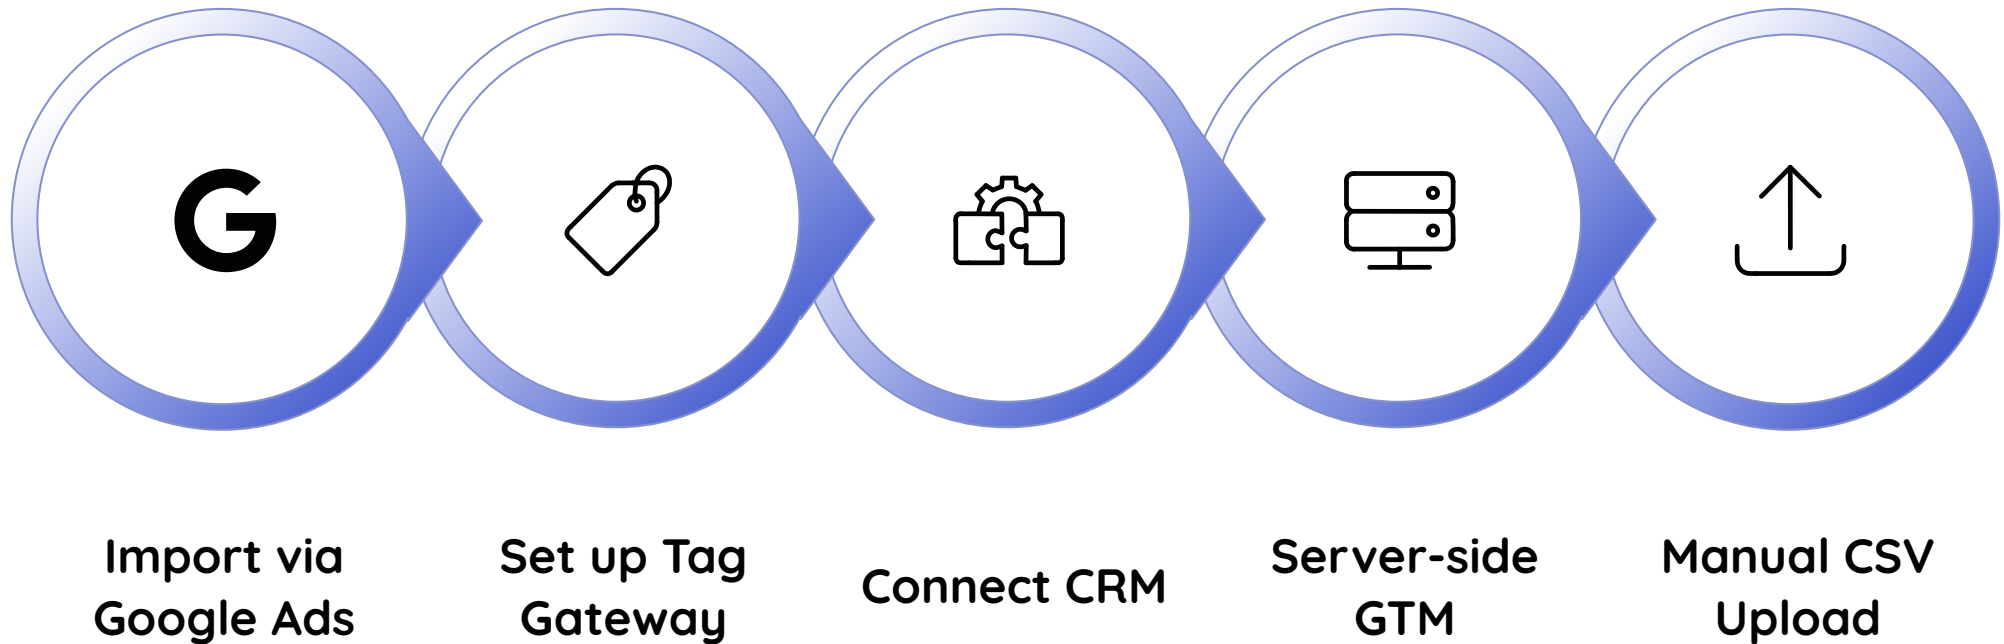 Import via
Google Ads
Set up Tag
Gateway
Connect CRM
Server-side
GTM
Manual CSV
Upload